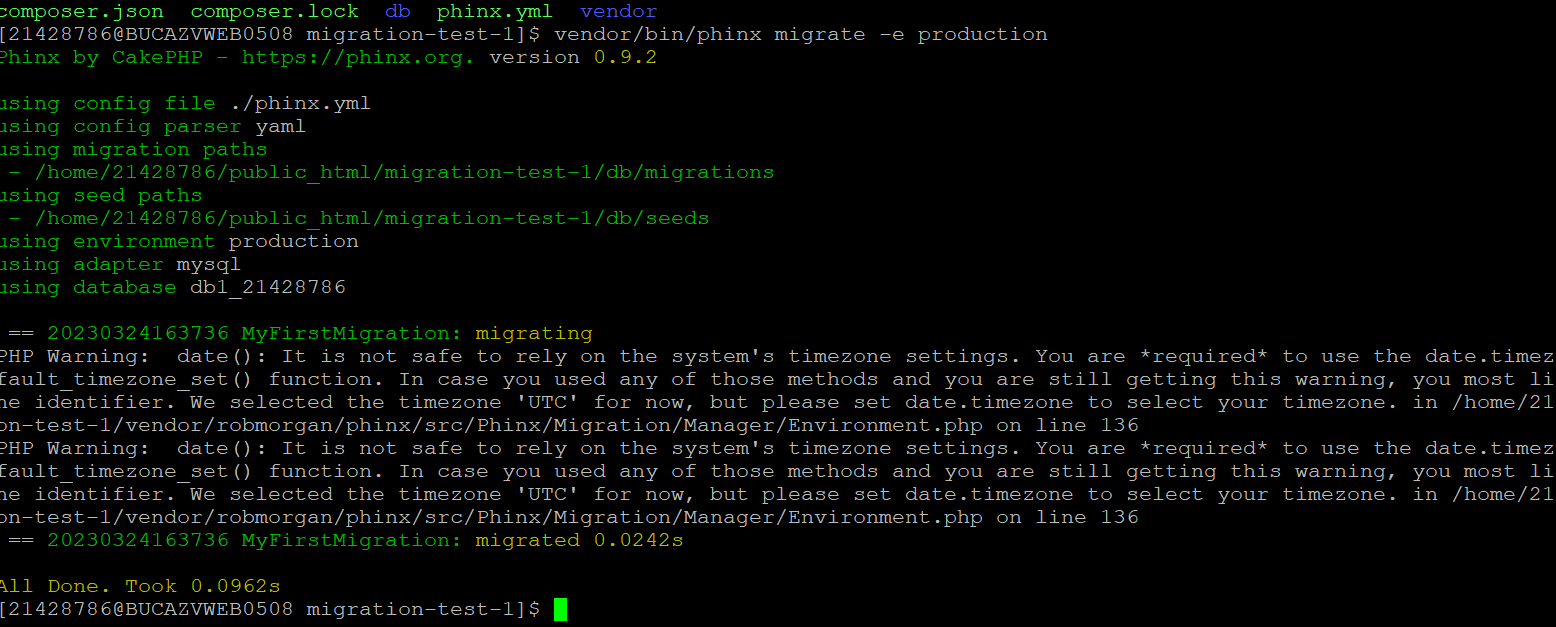 composer.json  composer.lock  db  phinx.yml  vendor
[21428786@BUCAZVWEB0508 migration-test-1]$ vendor/bin/phinx migrate -e production
Phinx by CakePHP - https://phinx.org. version 0.9.2
using config file ./phinx.yml
using config parser yaml
using migration paths
- /home/21428786/public_html/migration-test-1/db/migrations
using seed paths
- /home/21428786/public_html/migration-test-1/db/seeds
using environment production
using adapter mysql
using database db1_21428786
== 20230324163736 MyFirstMigration: migrating
PHP Warning:  date(): It is not safe to rely on the system's timezone settings. You are *required* to use the date.timez
fault_timezone_set() function. In case you used any of those methods and you are still getting this warning, you most li
ne identifier. We selected the timezone 'UTC' for now, but please set date.timezone to select your timezone. in /home/21
on-test-1/vendor/robmorgan/phinx/src/Phinx/Migration/Manager/Environment.php on line 136
PHP Warning:  date(): It is not safe to rely on the system's timezone settings. You are *required* to use the date.timez
fault_timezone_set() function. In case you used any of those methods and you are still getting this warning, you most li
ne identifier. We selected the timezone 'UTC' for now, but please set date.timezone to select your timezone. in /home/21
on-test-1/vendor/robmorgan/phinx/src/Phinx/Migration/Manager/Environment.php on line 136
== 20230324163736 MyFirstMigration: migrated 0.0242s
All Done. Took 0.0962s
[21428786@BUCAZVWEB0508 migration-test-1]$